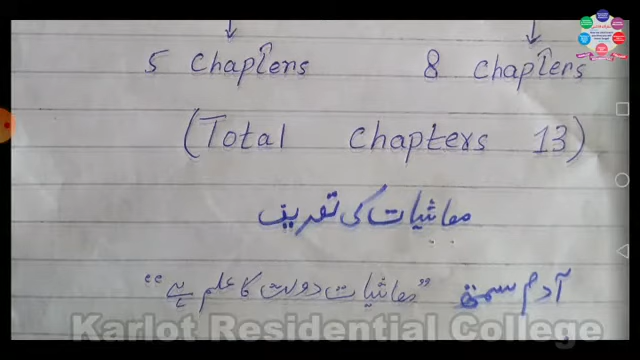 5 Chapters 8 Chapters
(Total Chapters 13)
معاشیات کی تعریف
آدم سمتھ "معاشیات دولت کا علم ہے"
Karlot Residential College